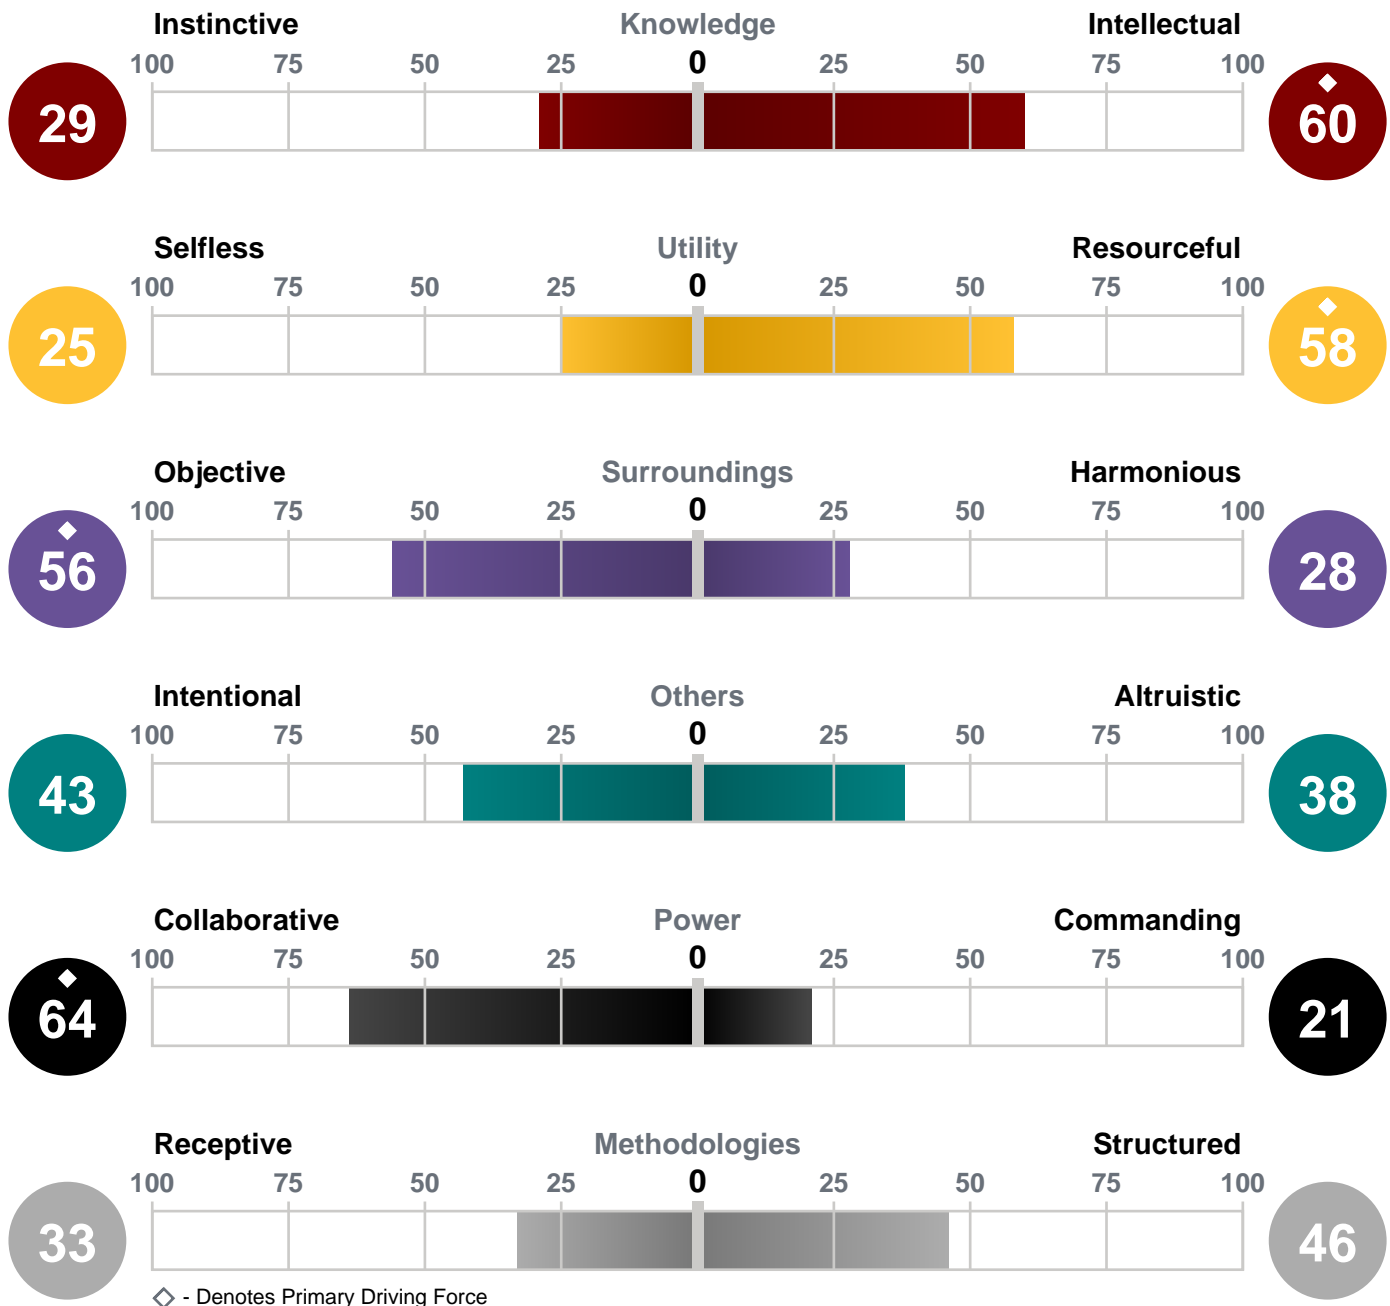 Instinctive Knowledge Intellectual
100 75 50 25 0 25 50 75 100
29 60
Selfless Utility Resourceful
100 75 50 25 0 25 50 75 100
25 58
Objective Surroundings Harmonious
100 75 50 25 0 25 50 75 100
56 28
Intentional Others Altruistic
100 75 50 25 0 25 50 75 100
43 38
Collaborative Power Commanding
100 75 50 25 0 25 50 75 100
64 21
Receptive Methodologies Structured
100 75 50 25 0 25 50 75 100
33 46
- Denotes Primary Driving Force